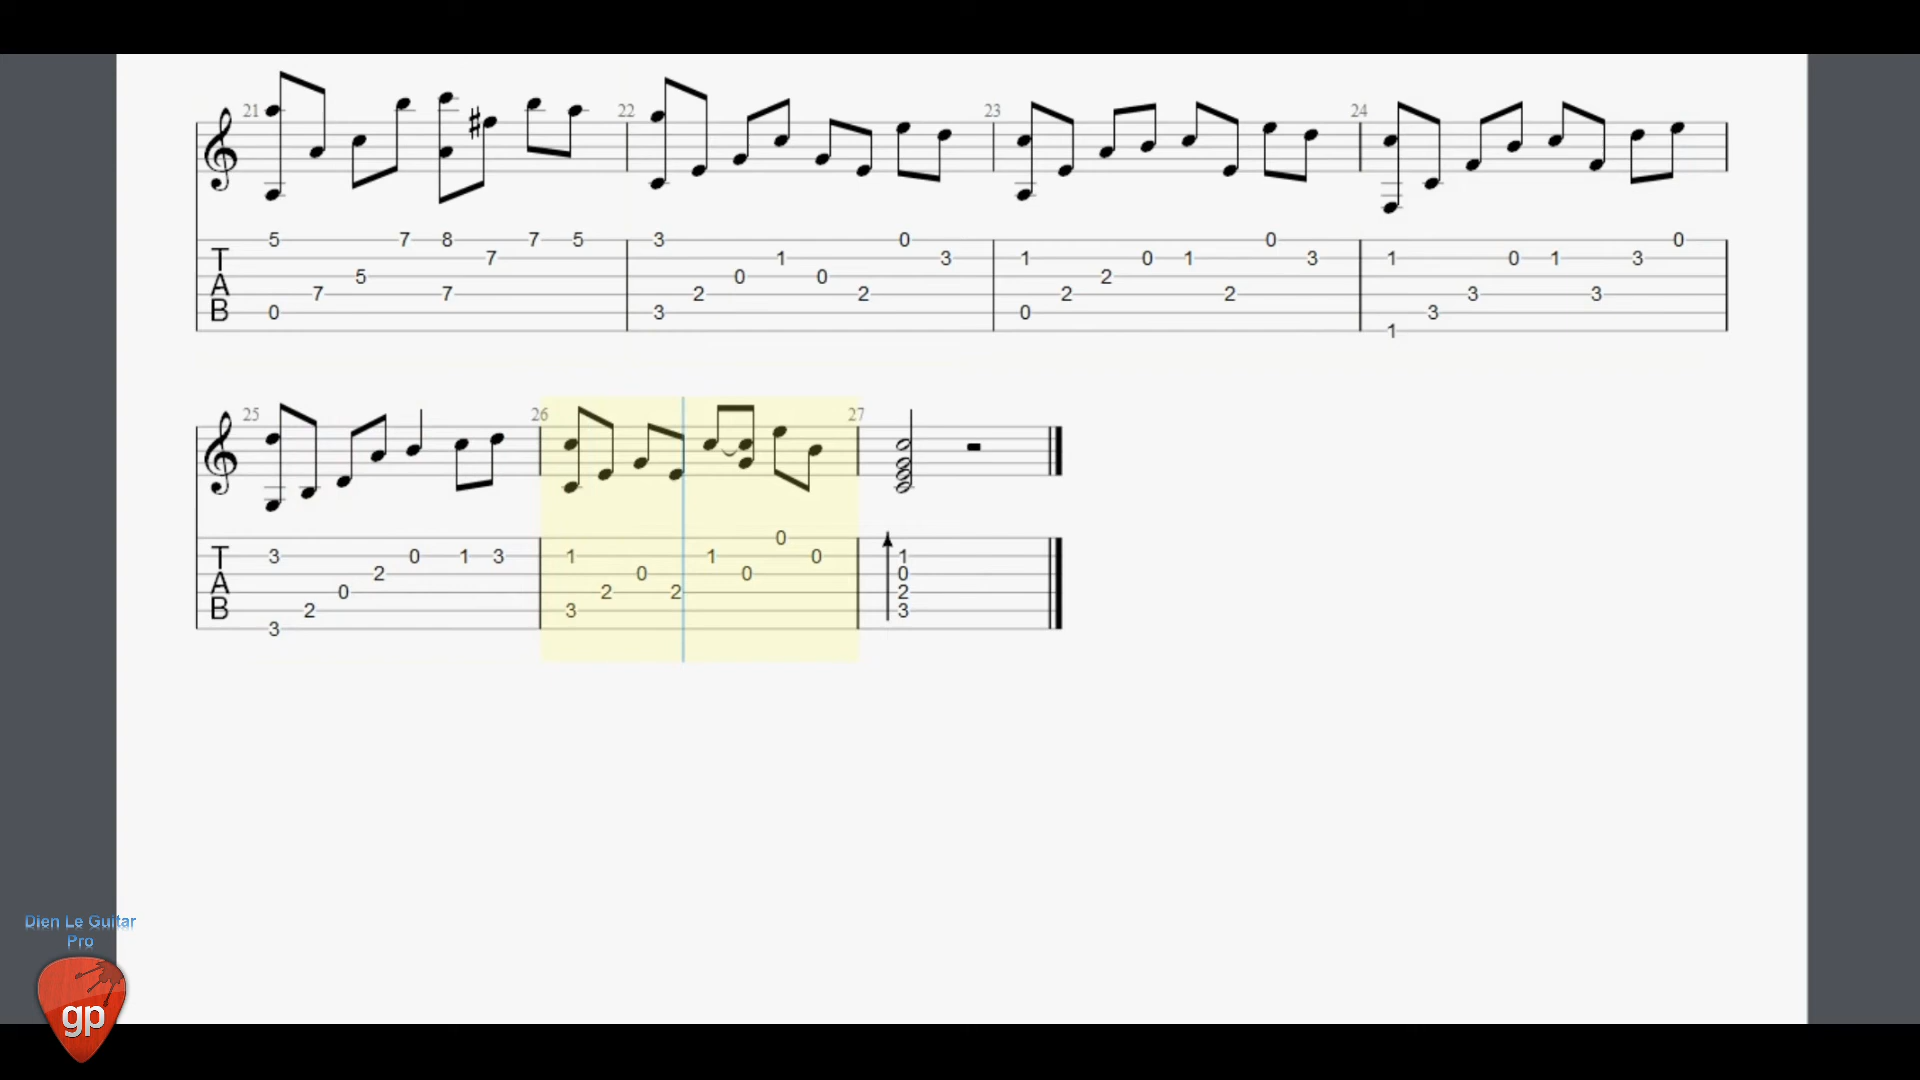 21 22 23 24
5 7 8 7 5 3 0 0 0
T 7 1 3 1 0 1 3 1 0 1 3
5 0 0 2
A 7 7 2 2 2 2 3 3
B 0 3 0 3
1
25 26 27
0
T 3 0 1 3 1 1 0 1
2 0 0 0
A 0 2 2 2
B 2 3 3
3
Dien Le Guitar
Pro
gp